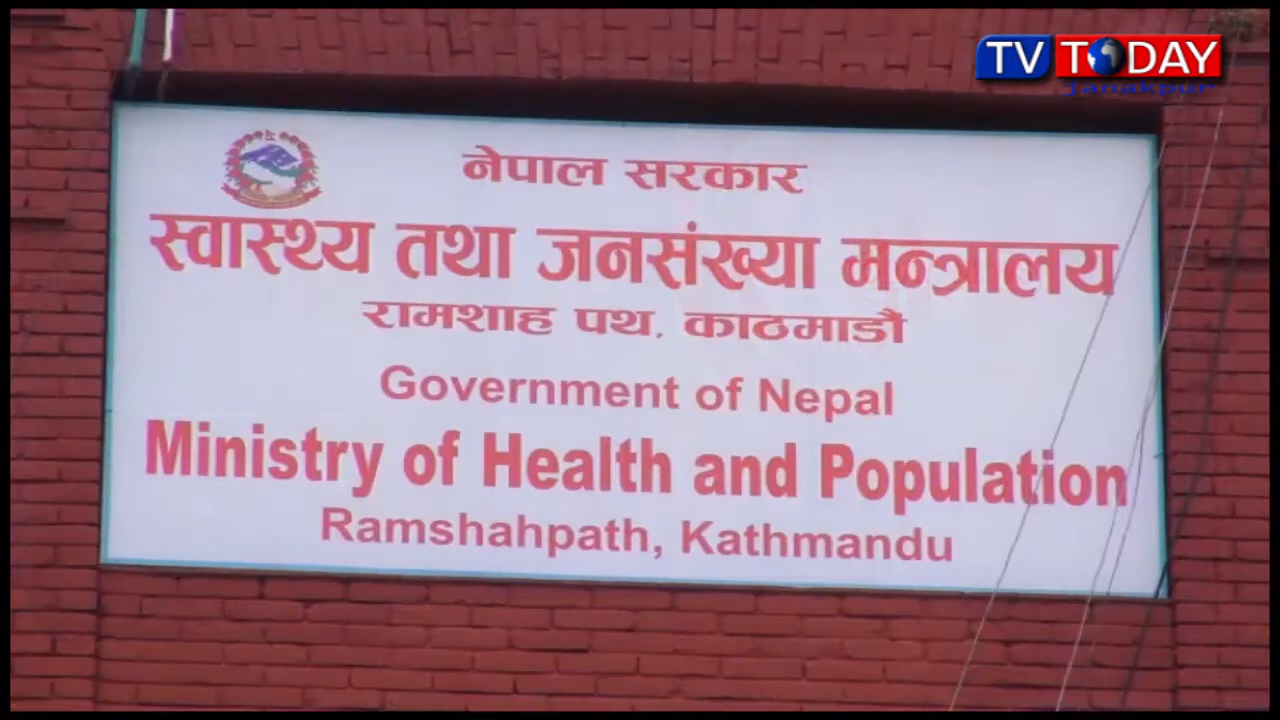 TV TODAY
Janakpur
नेपाल सरकार
स्वास्थ्य तथा जनसंख्या मन्त्रालय
रामशाह पथ, काठमाडौं
Government of Nepal
Ministry of Health and Population
Ramshahpath, Kathmandu